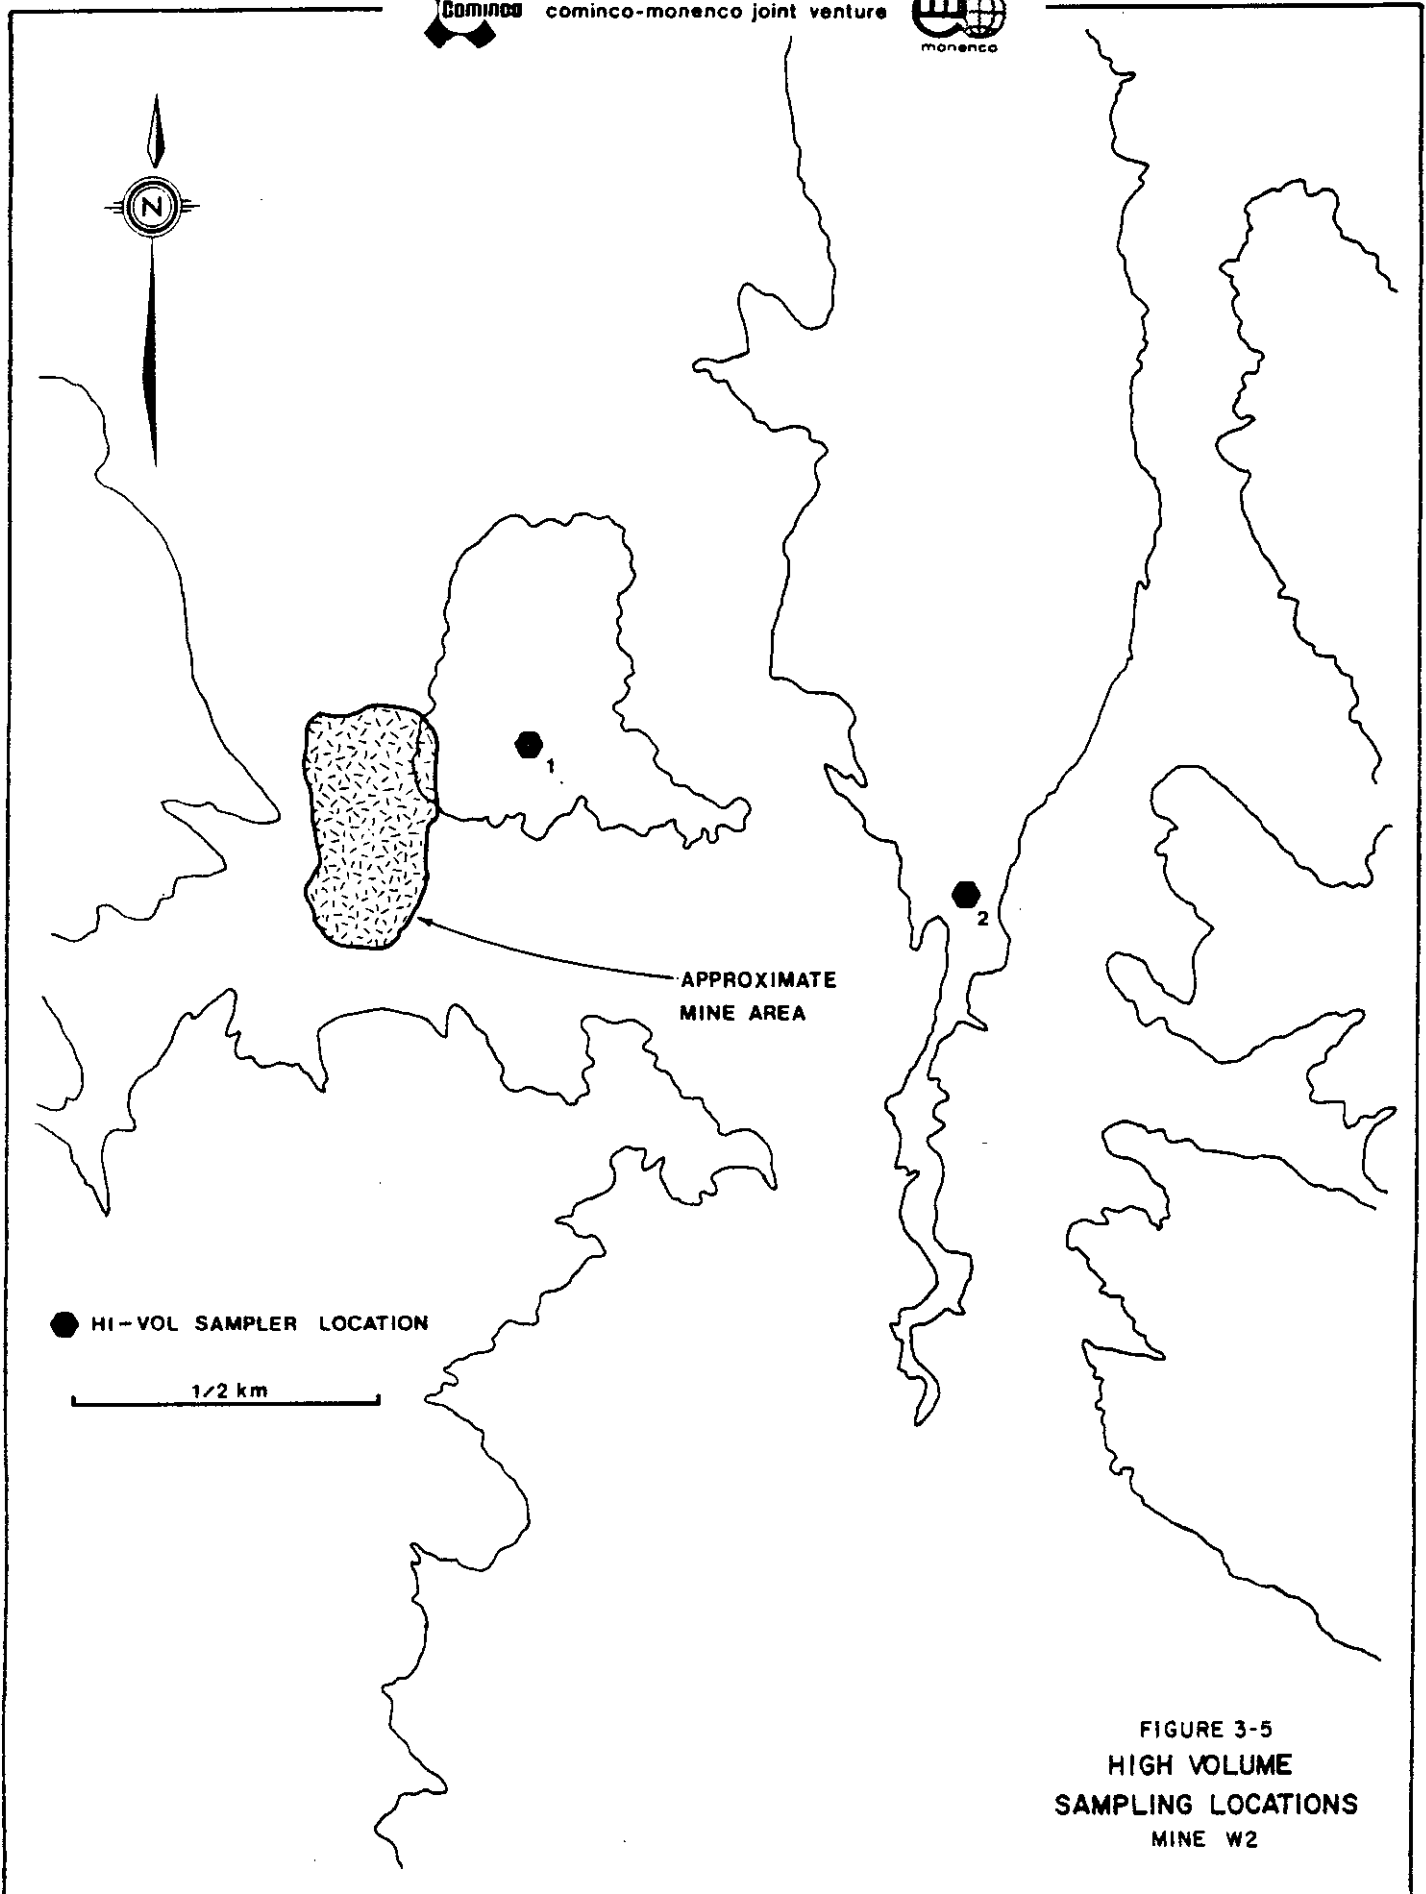 Cominco
cominco-monenco joint venture
monenco
N
1
2
APPROXIMATE
MINE AREA
HI-VOL SAMPLER LOCATION
1/2 km
FIGURE 3-5
HIGH VOLUME
SAMPLING LOCATIONS
MINE W2